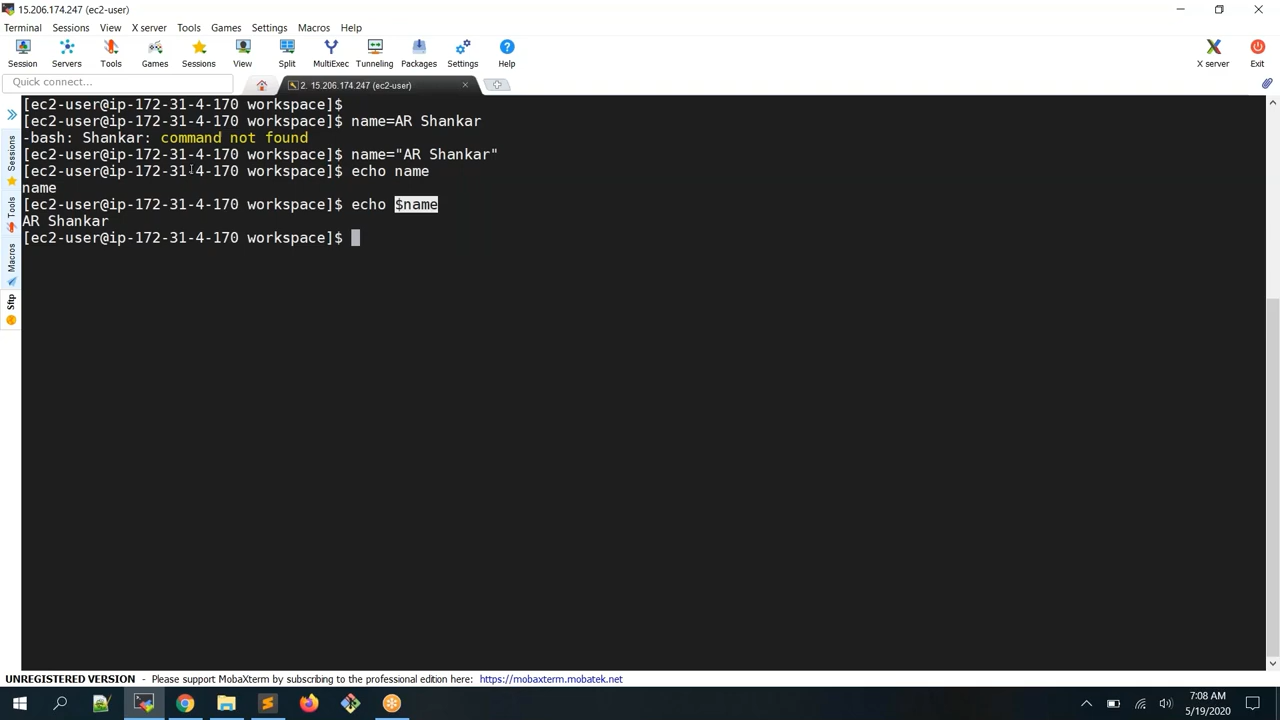 15.206.174.247 (ec2-user)
Terminal Sessions View X server Tools Games Settings Macros Help
Session Servers Tools Games Sessions View Split MultiExec Tunneling Packages Settings Help X server Exit
Quick connect...
2. 15.206.174.247 (ec2-user)
[ec2-user@ip-172-31-4-170 workspace]$
[ec2-user@ip-172-31-4-170 workspace]$ name=AR Shankar
-bash: Shankar: command not found
[ec2-user@ip-172-31-4-170 workspace]$ name="AR Shankar"
[ec2-user@ip-172-31-4-170 workspace]$ echo name
name
[ec2-user@ip-172-31-4-170 workspace]$ echo $name
AR Shankar
[ec2-user@ip-172-31-4-170 workspace]$
Sessions
Tools
Macros
Sftp
UNREGISTERED VERSION - Please support MobaXterm by subscribing to the professional edition here: https://mobaxterm.mobatek.net
7:08 AM
5/19/2020